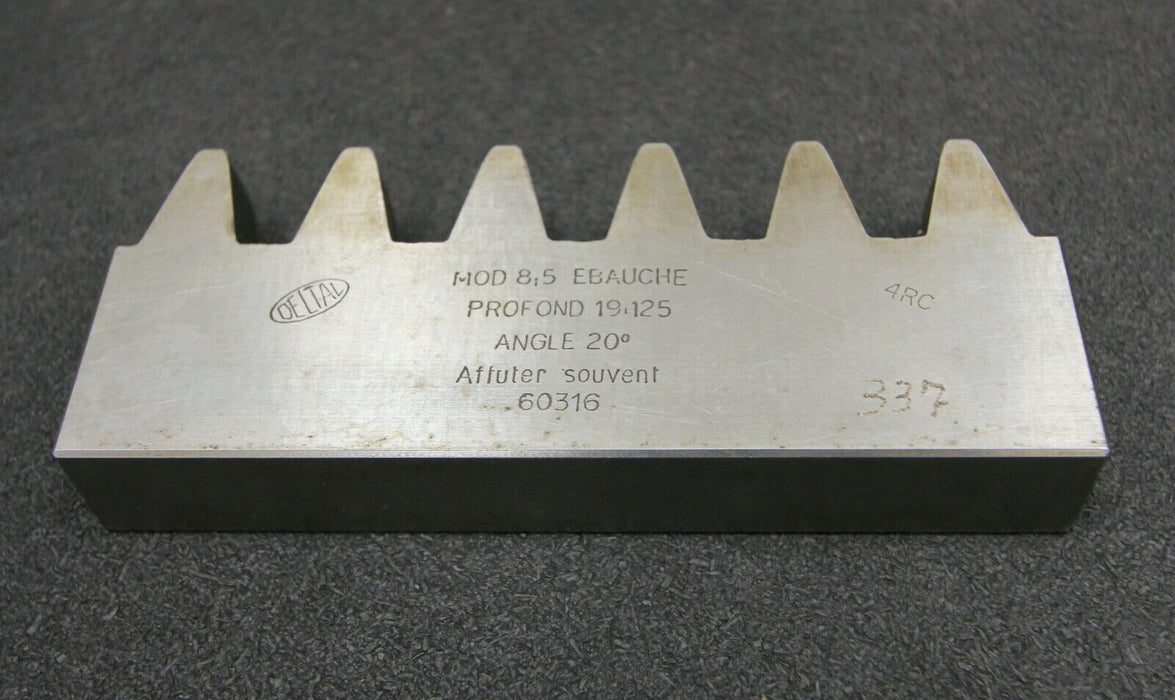 DELTAL
MOD 8,5 EBAUCHE
PROFOND 19,125
ANGLE 20°
Affuter souvent
60316
4RC
337